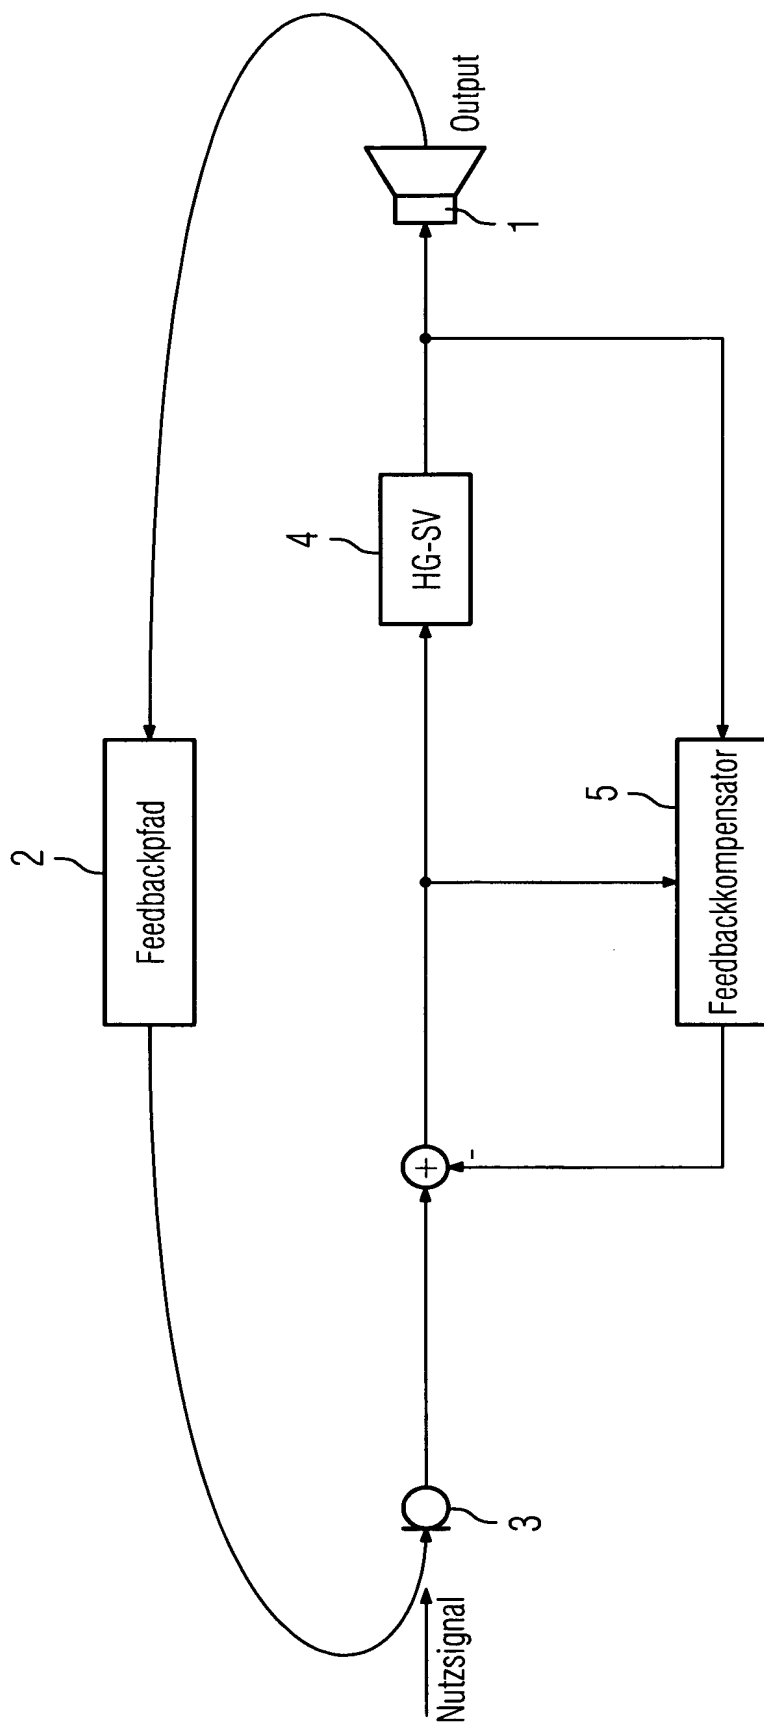 2
Feedbackpfad
Output
1
4
HG-SV
+
-
5
Feedbackkompensator
3
Nutzsignal